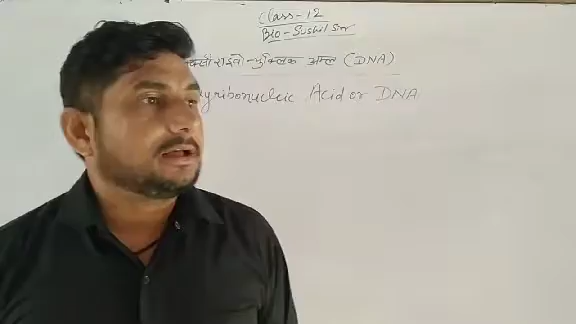 Class-12
Bio-Sushil Sir
राइबो-न्युक्लिक अम्ल (DNA)
yribonucleic Acid or DNA